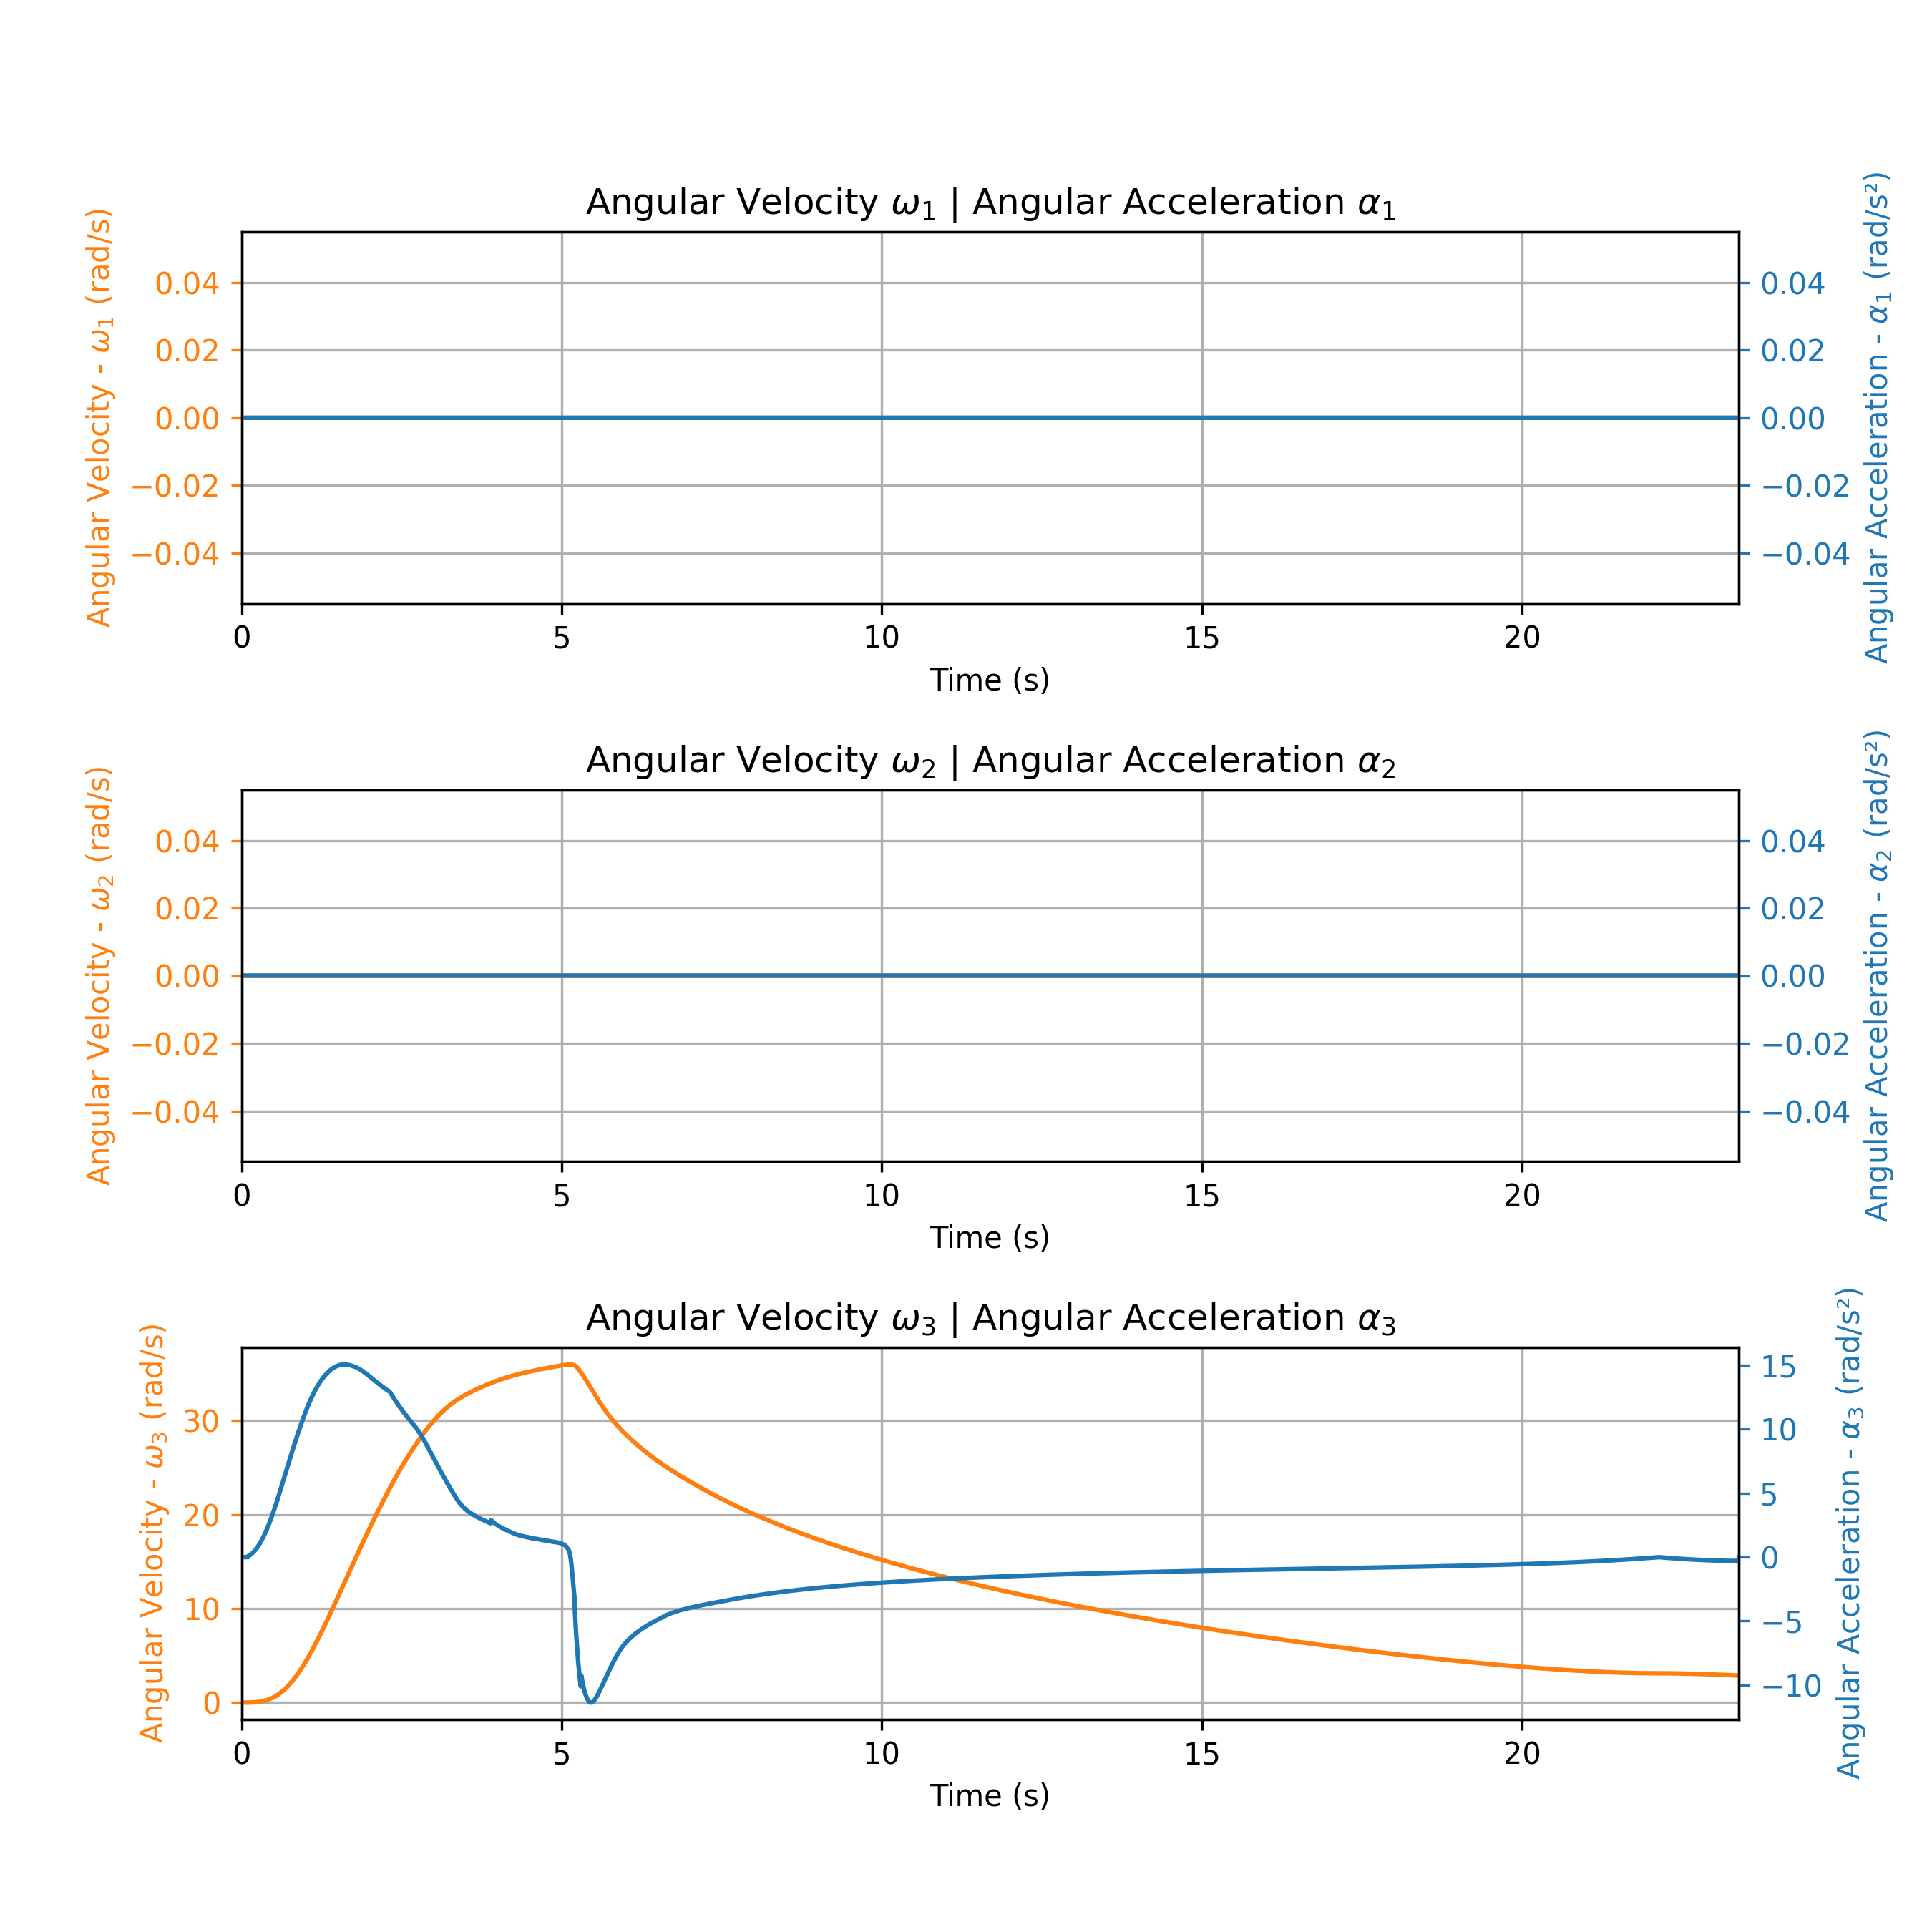 Angular Velocity ω₁ | Angular Acceleration α₁
Angular Velocity - ω₁ (rad/s)
0.04
0.02
0.00
−0.02
−0.04
0.04
0.02
0.00
−0.02
−0.04
Angular Acceleration - α₁ (rad/s²)
0 5 10 15 20
Time (s)
Angular Velocity ω₂ | Angular Acceleration α₂
Angular Velocity - ω₂ (rad/s)
0.04
0.02
0.00
−0.02
−0.04
0.04
0.02
0.00
−0.02
−0.04
Angular Acceleration - α₂ (rad/s²)
0 5 10 15 20
Time (s)
Angular Velocity ω₃ | Angular Acceleration α₃
Angular Velocity - ω₃ (rad/s)
30
20
10
0
15
10
5
0
−5
−10
Angular Acceleration - α₃ (rad/s²)
0 5 10 15 20
Time (s)